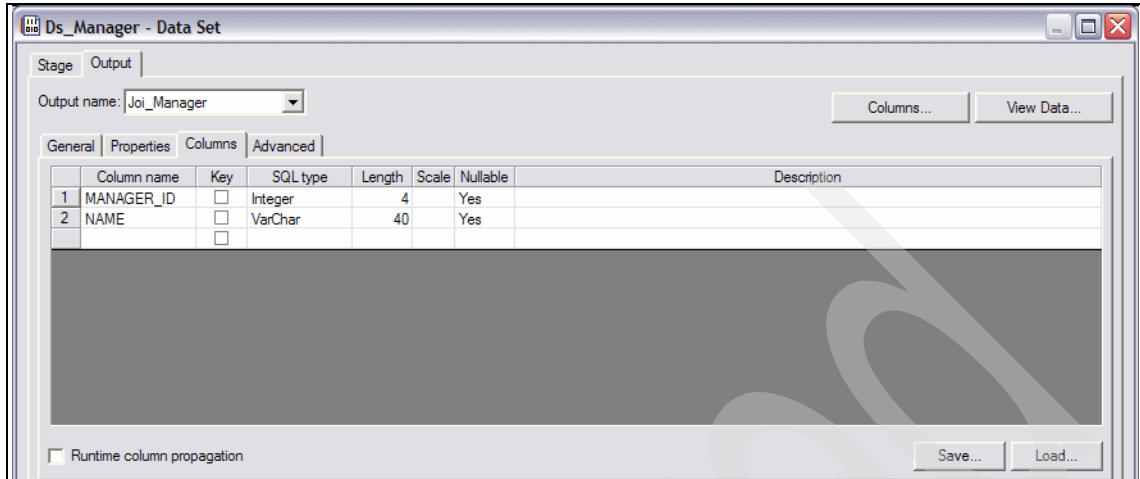 Ds_Manager - Data Set
Stage Output
Output name: Joi_Manager
Columns... View Data...
General Properties Columns Advanced
Column name Key SQL type Length Scale Nullable Description
1 MANAGER_ID Integer 4 Yes
2 NAME VarChar 40 Yes
Runtime column propagation
Save... Load...